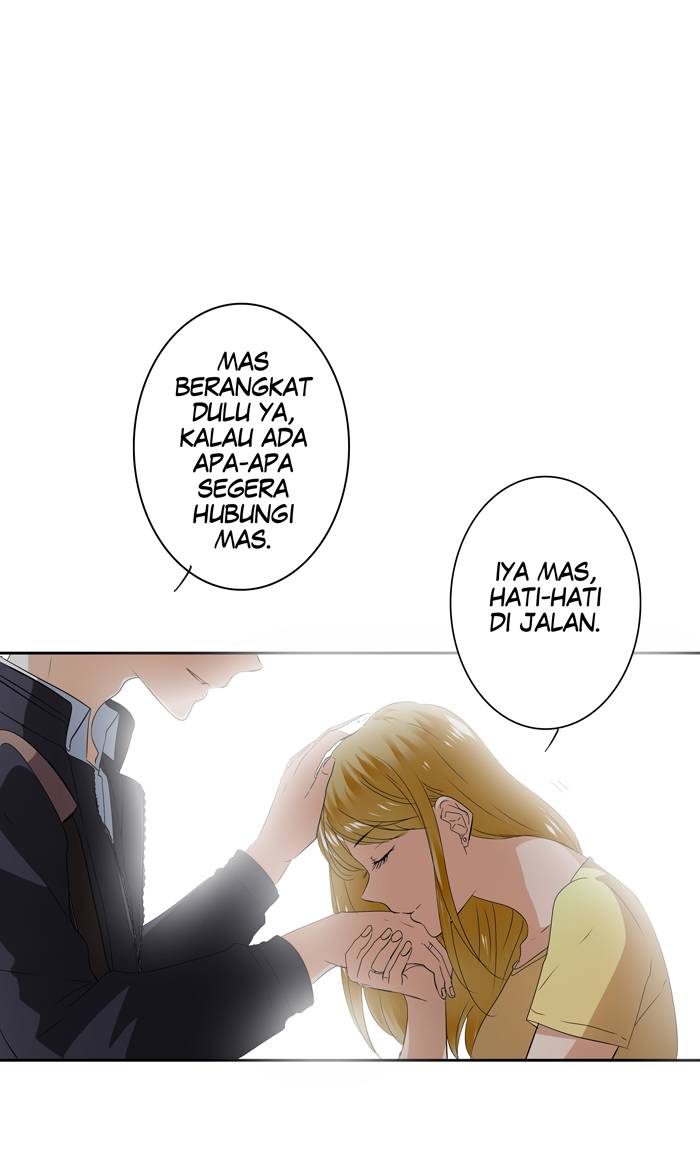 MAS
BERANGKAT
DULU YA,
KALAU ADA
APA-APA
SEGERA
HUBUNGI
MAS.
IYA MAS,
HATI-HATI
DI JALAN.